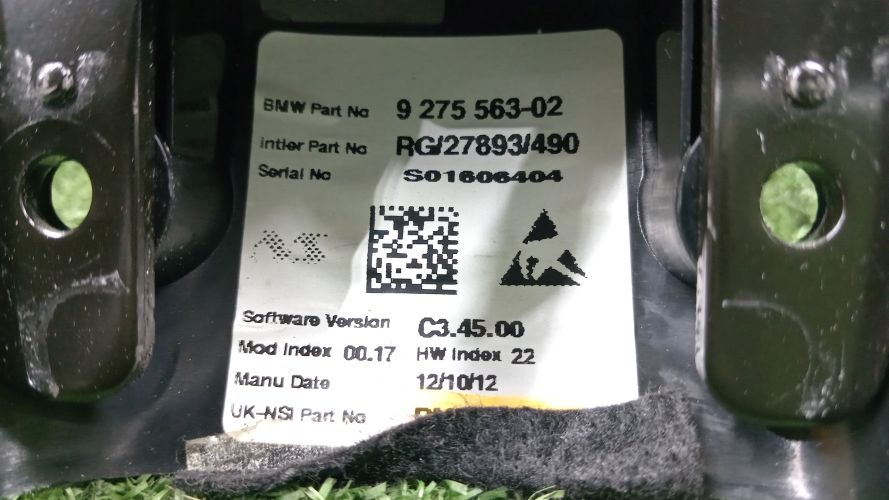 BMW Part No 9 275 563-02
Intier Part No RG/27893/490
Serial No S01606404
Software Version C3.45.00
Mod Index 00.17 HW Index 22
Manu Date 12/10/12
UK-NSI Part No